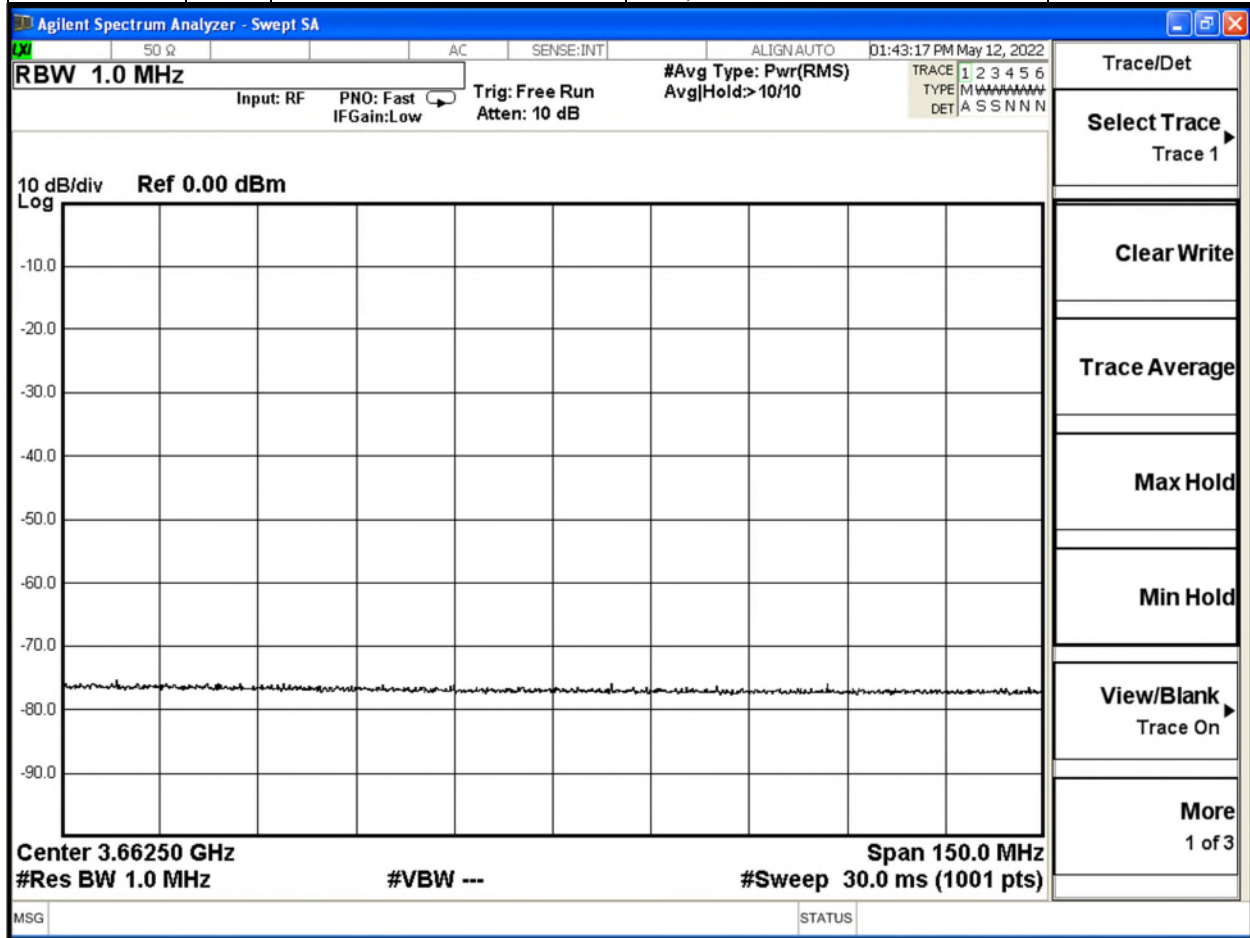 Agilent Spectrum Analyzer - Swept SA
LXI 50 Ω AC SENSE:INT ALIGN AUTO 01:43:17 PM May 12, 2022
RBW 1.0 MHz
Input: RF PNO: Fast
IFGain:Low
Trig: Free Run
Atten: 10 dB
#Avg Type: Pwr(RMS)
Avg|Hold:> 10/10
TRACE 1 2 3 4 5 6
TYPE M W W W W W
DET A S S N N N
10 dB/div Ref 0.00 dBm
Log
-10.0
-20.0
-30.0
-40.0
-50.0
-60.0
-70.0
-80.0
-90.0
Center 3.66250 GHz Span 150.0 MHz
#Res BW 1.0 MHz #VBW --- #Sweep 30.0 ms (1001 pts)
MSG STATUS
Trace/Det
Select Trace
Trace 1
Clear Write
Trace Average
Max Hold
Min Hold
View/Blank
Trace On
More
1 of 3